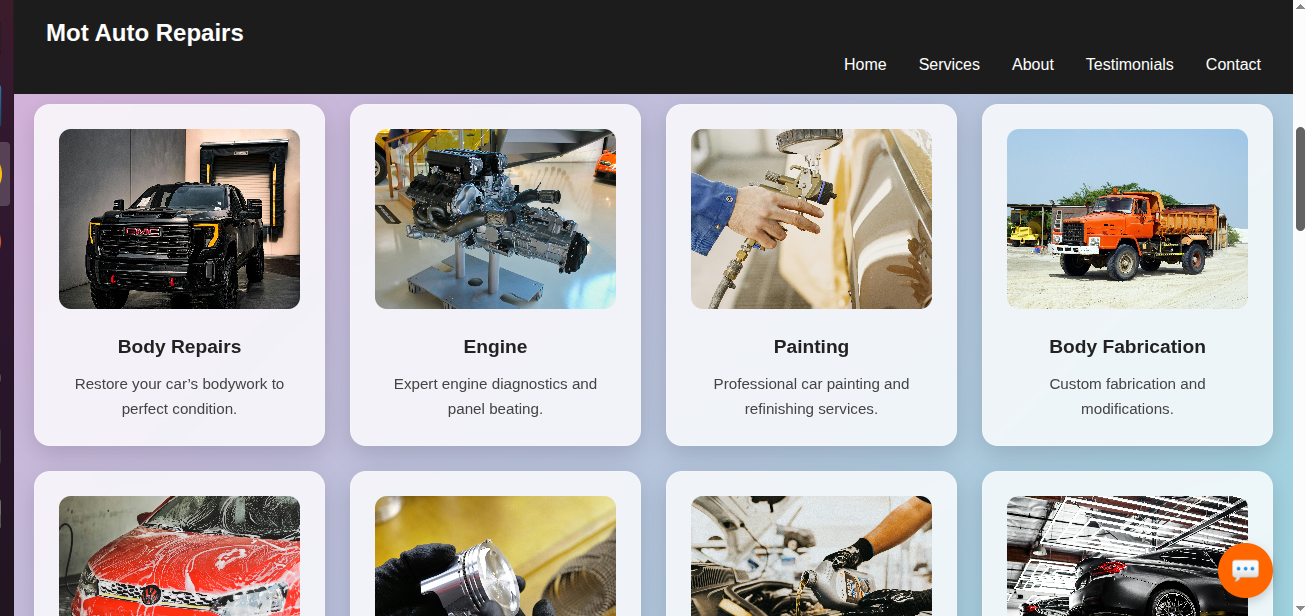 Mot Auto Repairs
Home Services About Testimonials Contact
GMC
Body Repairs
Restore your car’s bodywork to
perfect condition.
Engine
Expert engine diagnostics and
panel beating.
Painting
Professional car painting and
refinishing services.
Body Fabrication
Custom fabrication and
modifications.